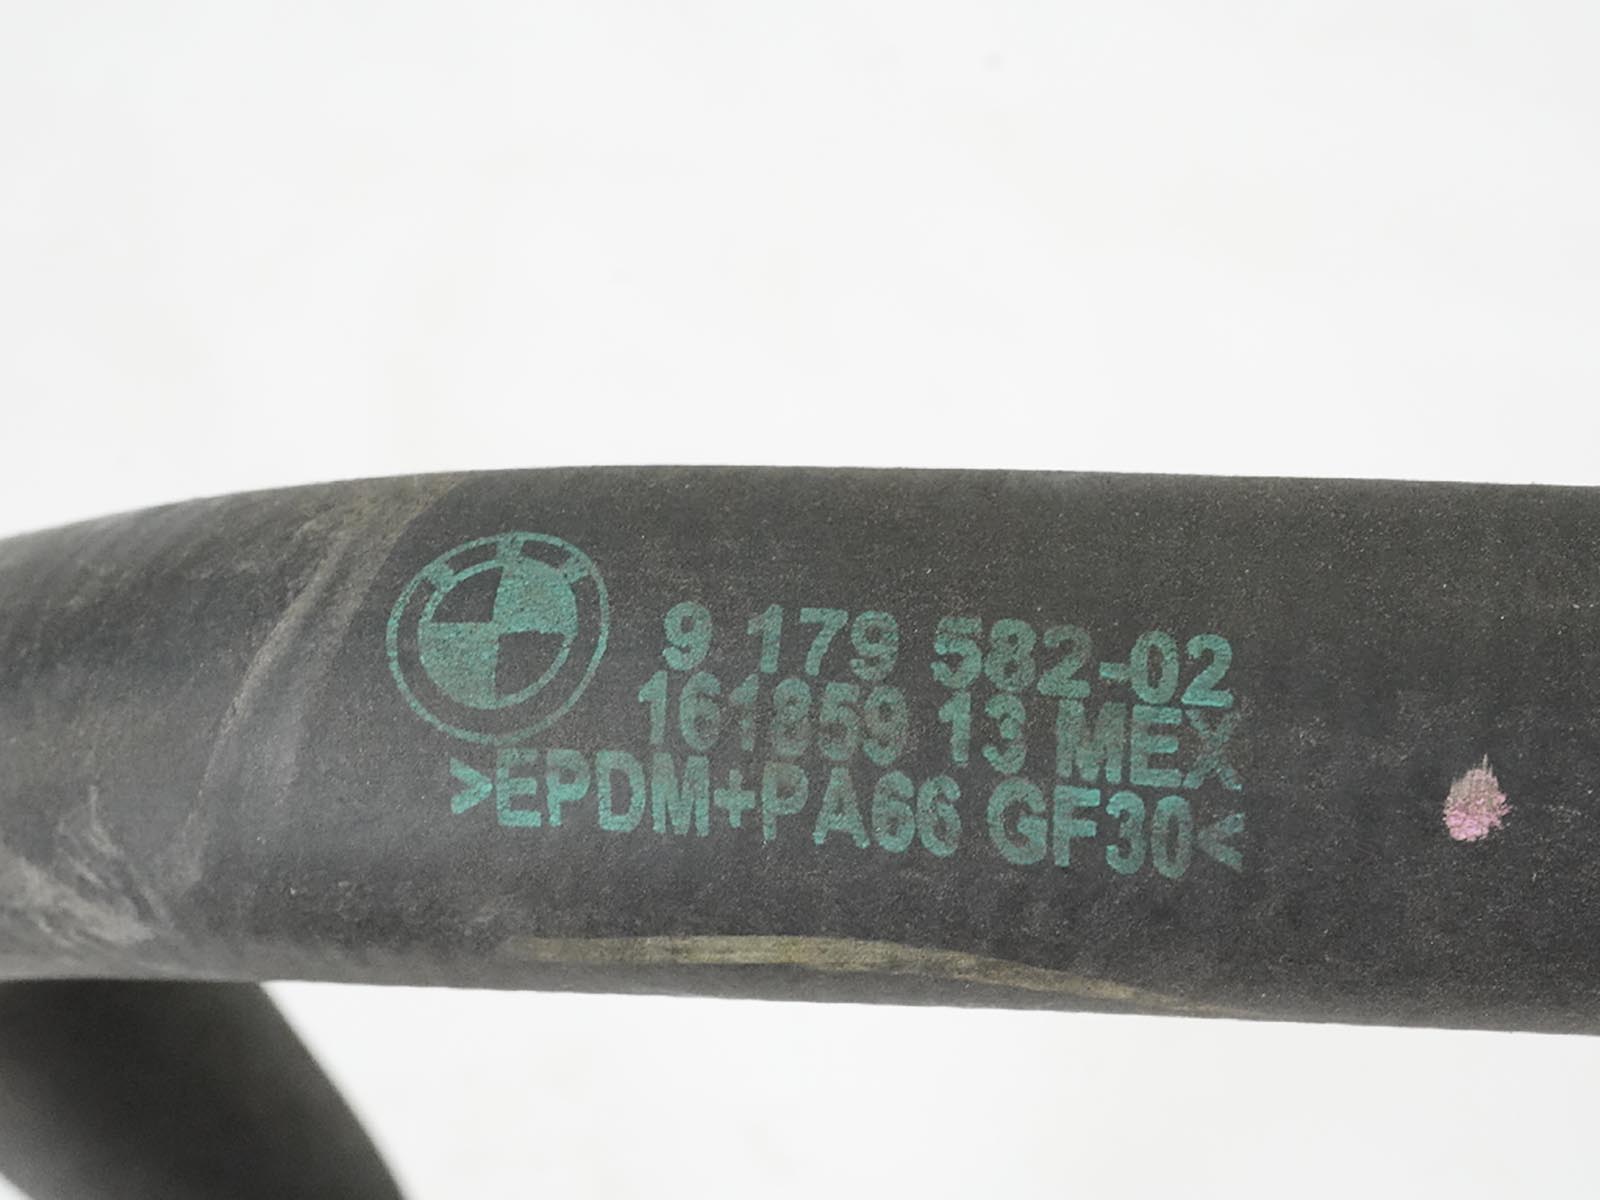 9 179 582-02
161859 13 MEX
>EPDM+PA66 GF30<